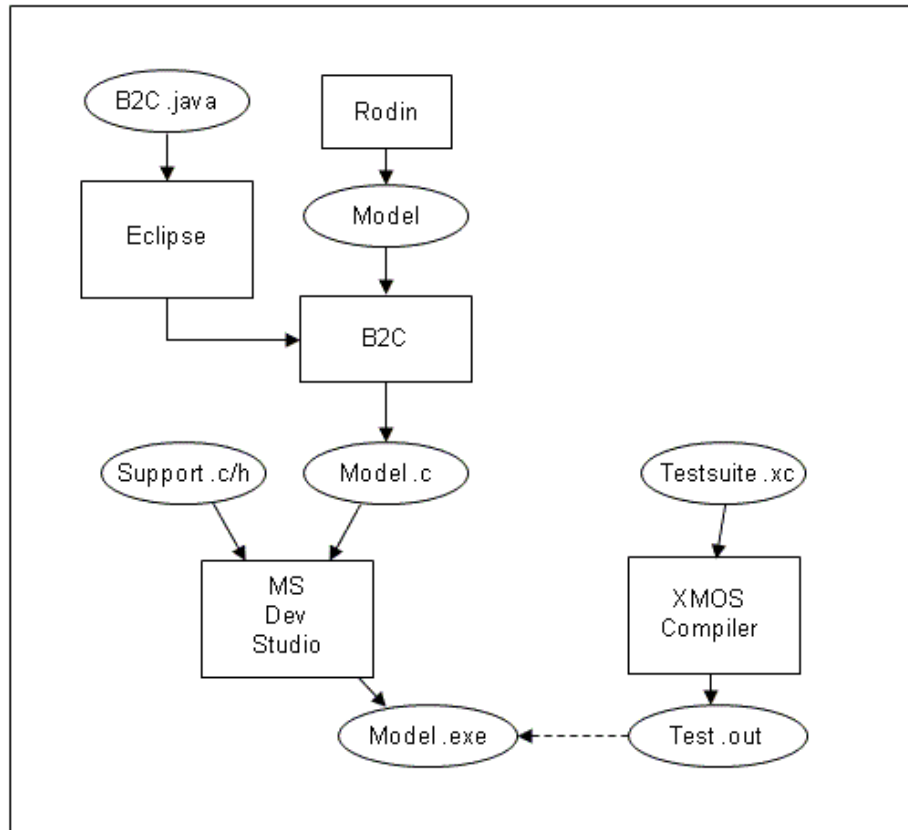 B2C .java
Rodin
Model
Eclipse
B2C
Support .c/h
Model .c
Testsuite .xc
MS
Dev
Studio
XMOS
Compiler
Model .exe
Test .out